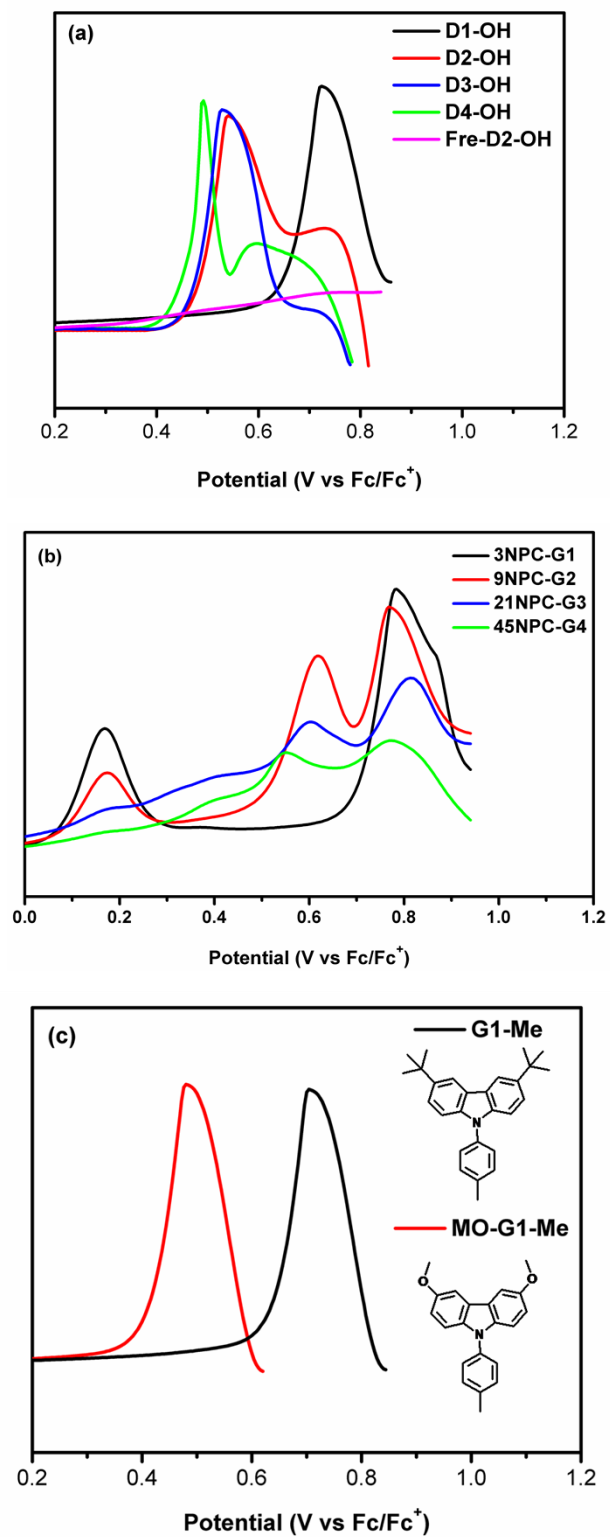 (a)
D1-OH
D2-OH
D3-OH
D4-OH
Fre-D2-OH
0.2 0.4 0.6 0.8 1.0 1.2
Potential (V vs Fc/Fc⁺)
(b)
3NPC-G1
9NPC-G2
21NPC-G3
45NPC-G4
0.0 0.2 0.4 0.6 0.8 1.0 1.2
Potential (V vs Fc/Fc⁺)
(c)
G1-Me
N
MO-G1-Me
O O
N
0.2 0.4 0.6 0.8 1.0 1.2
Potential (V vs Fc/Fc⁺)